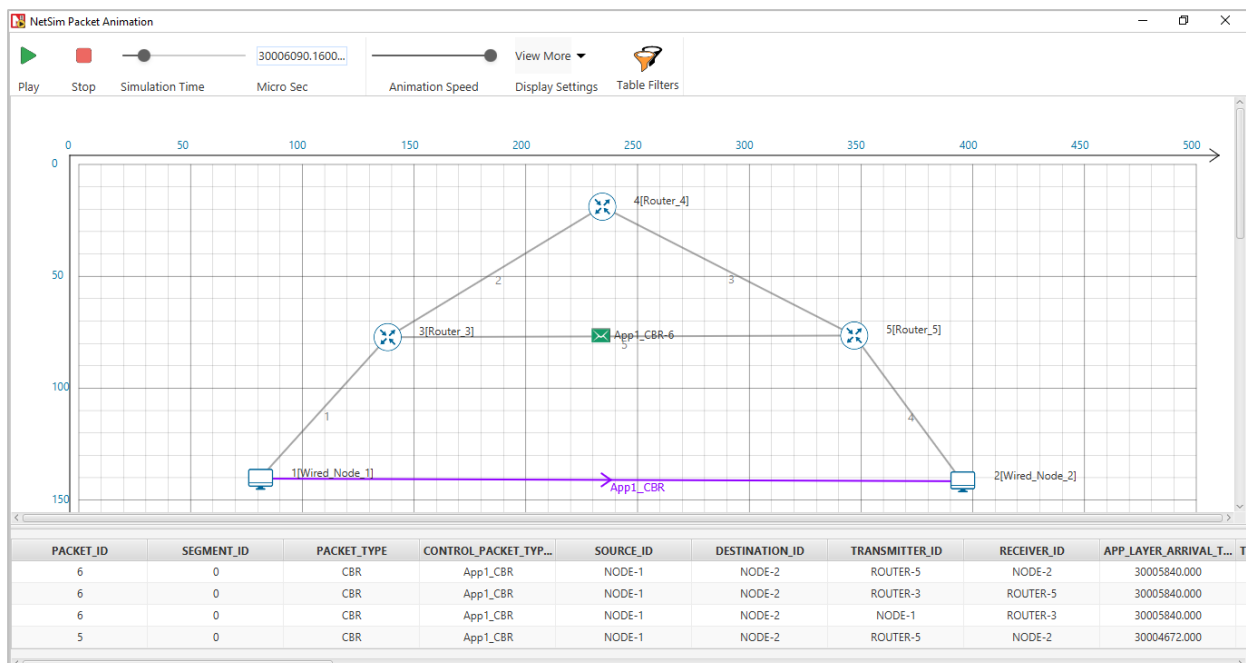 NetSim Packet Animation
30006090.1600... View More
Play Stop Simulation Time Micro Sec Animation Speed Display Settings Table Filters
0 50 100 150 200 250 300 350 400 450 500
0
4[Router_4]
50
2 3
3[Router_3] App1_CBR-6 5[Router_5]
5
100
1 4
1[Wired_Node_1] 2[Wired_Node_2]
App1_CBR
150
PACKET_ID SEGMENT_ID PACKET_TYPE CONTROL_PACKET_TYP... SOURCE_ID DESTINATION_ID TRANSMITTER_ID RECEIVER_ID APP_LAYER_ARRIVAL_T... T
6 0 CBR App1_CBR NODE-1 NODE-2 ROUTER-5 NODE-2 30005840.000
6 0 CBR App1_CBR NODE-1 NODE-2 ROUTER-3 ROUTER-5 30005840.000
6 0 CBR App1_CBR NODE-1 NODE-2 NODE-1 ROUTER-3 30005840.000
5 0 CBR App1_CBR NODE-1 NODE-2 ROUTER-5 NODE-2 30004672.000